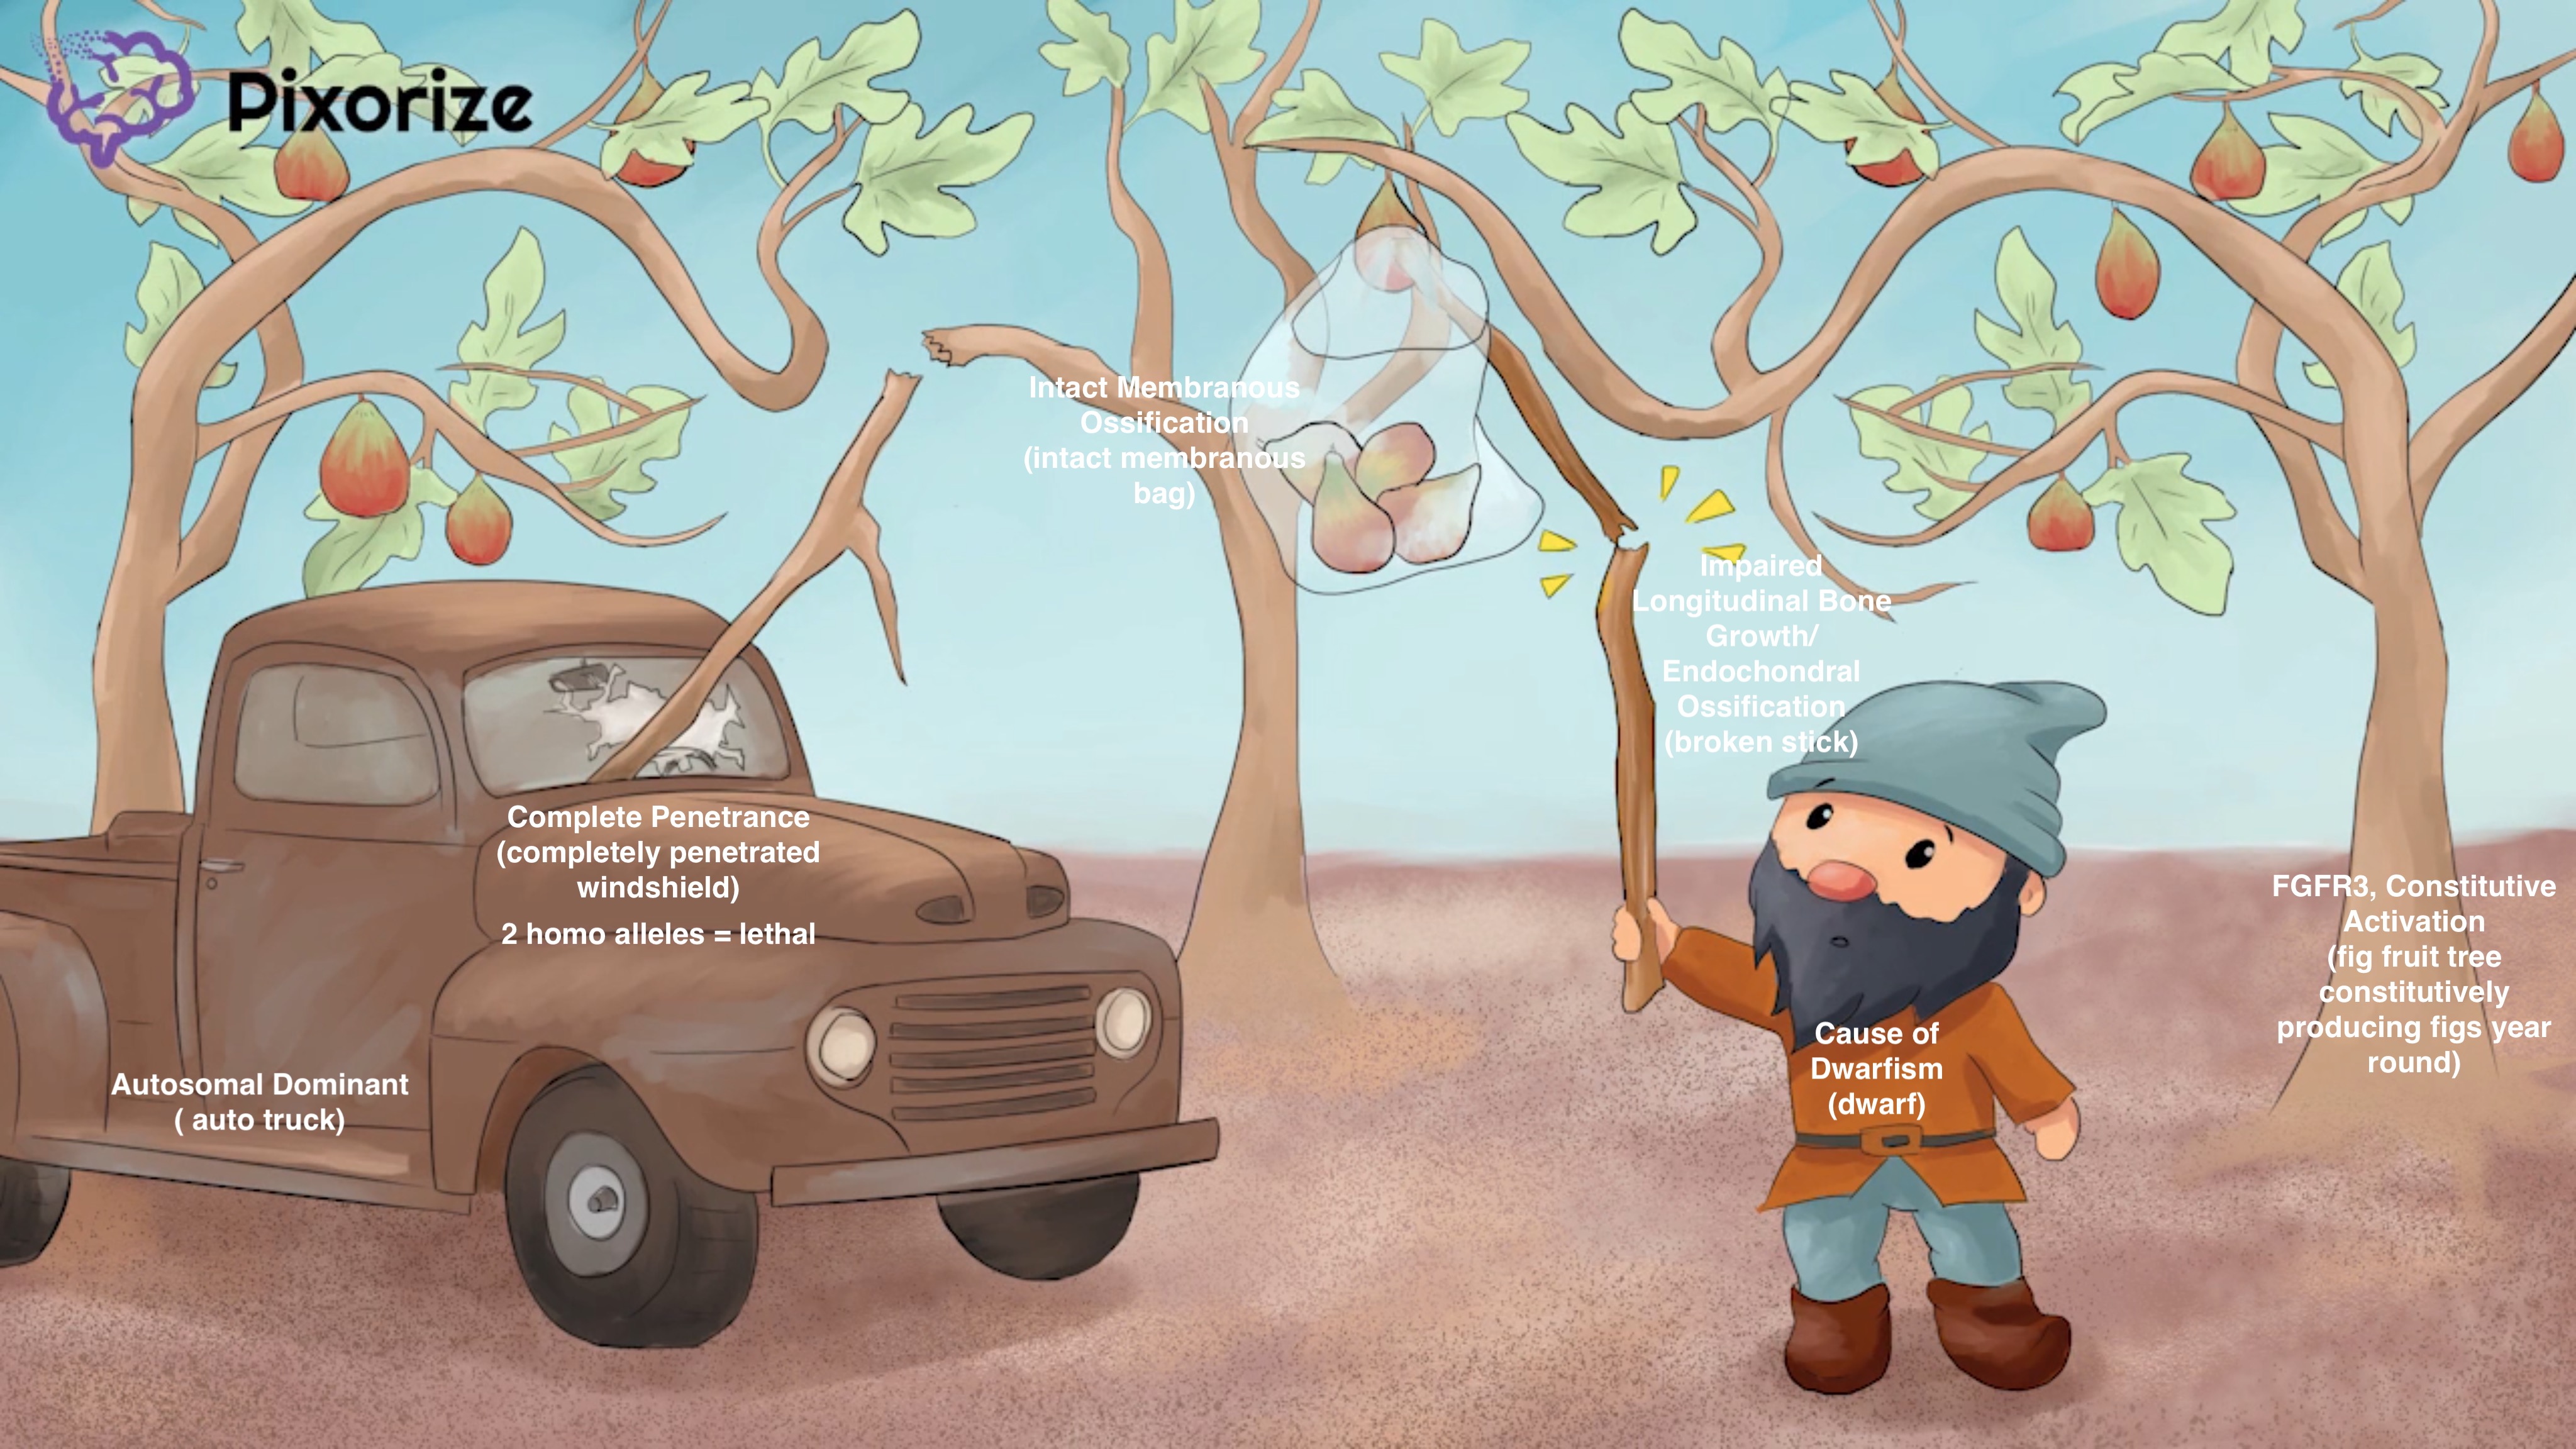 Pixorize
Intact Membranous
Ossification
(intact membranous
bag)
Impaired
Longitudinal Bone
Growth/
Endochondral
Ossification
(broken stick)
Complete Penetrance
(completely penetrated
windshield)
2 homo alleles = lethal
FGFR3, Constitutive
Activation
(fig fruit tree
constitutively
producing figs year
round)
Cause of
Dwarfism
(dwarf)
Autosomal Dominant
( auto truck)